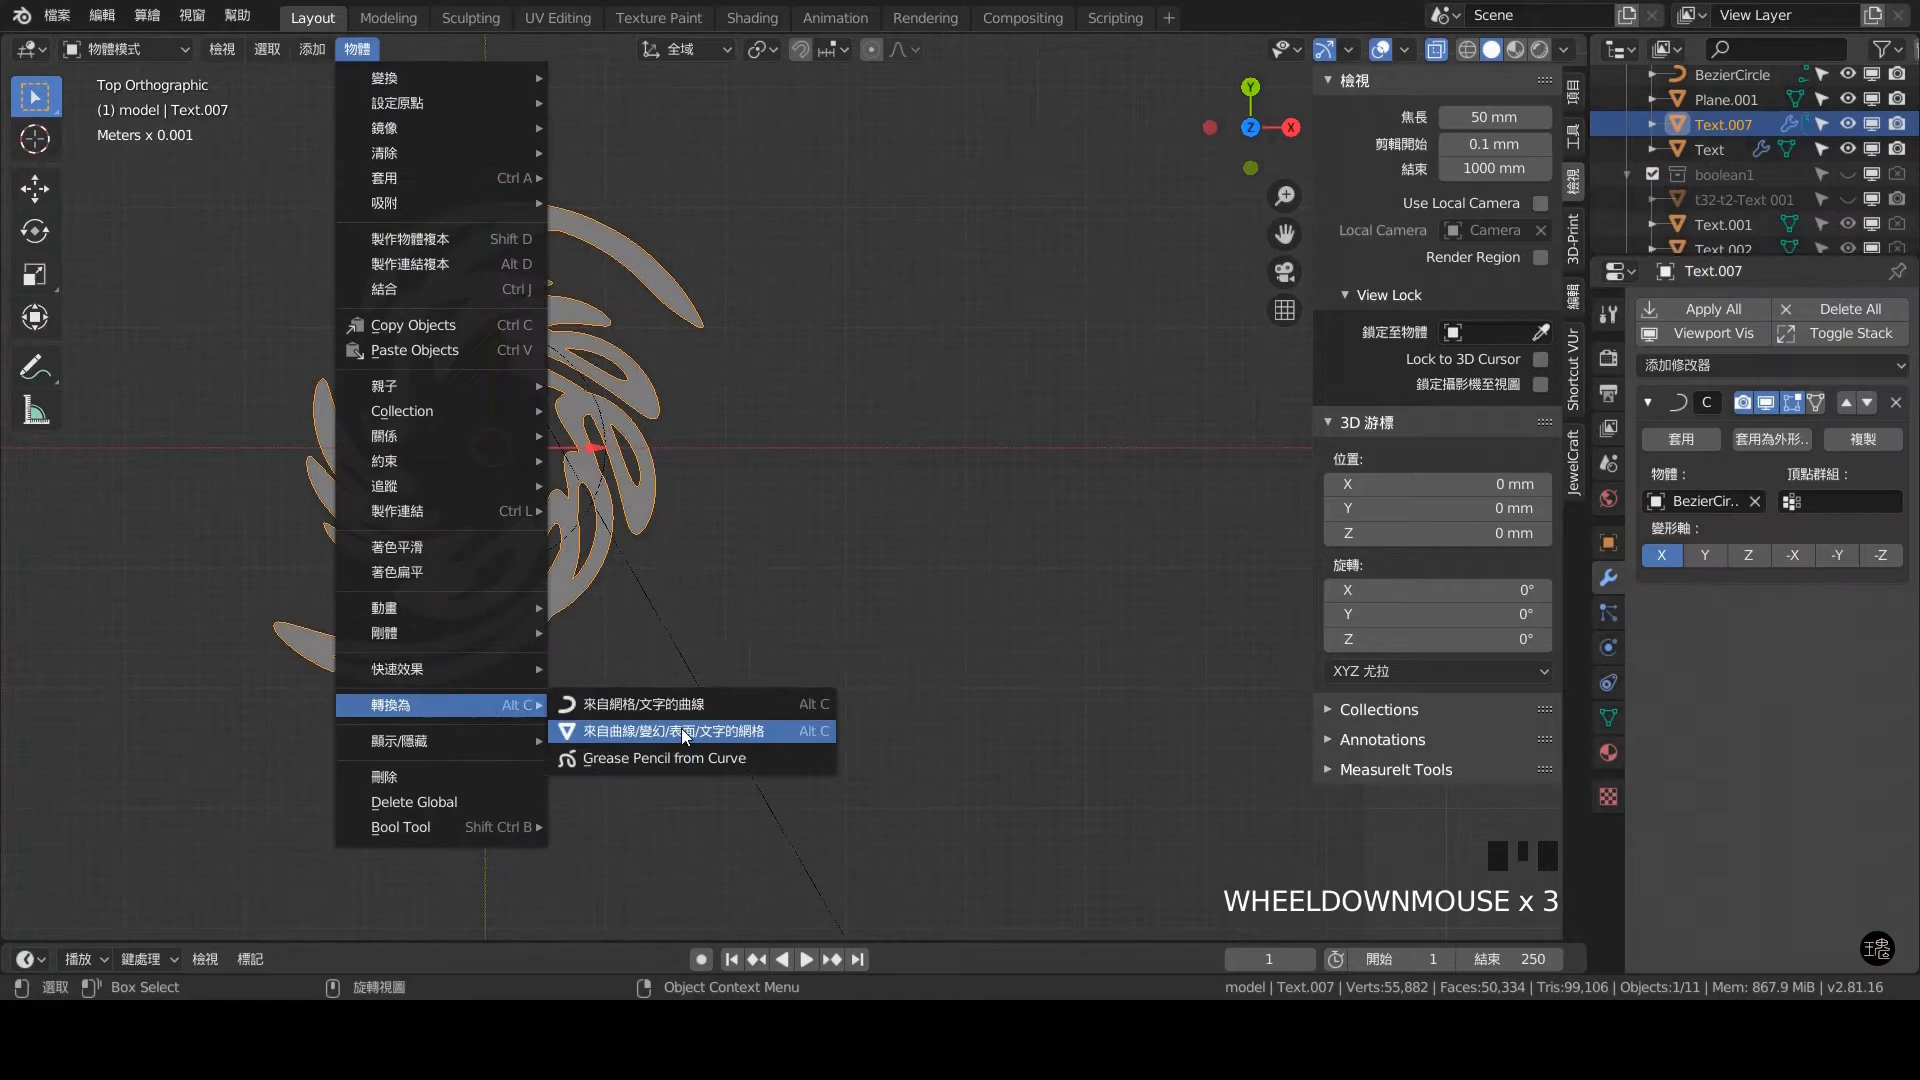 檔案 編輯 算繪 視窗 幫助 Layout Modeling Sculpting UV Editing Texture Paint Shading Animation Rendering Compositing Scripting + Scene View Layer
物體模式 檢視 選取 添加 物體 全域
Top Orthographic
(1) model | Text.007
Meters x 0.001
變換
設定原點
鏡像
清除
套用 Ctrl A
吸附
製作物體複本 Shift D
製作連結複本 Alt D
結合 Ctrl J
Copy Objects Ctrl C
Paste Objects Ctrl V
親子
Collection
關係
約束
追蹤
製作連結 Ctrl L
著色平滑
著色扁平
動畫
剛體
快速效果
轉換為 Alt C
顯示/隱藏
刪除
Delete Global
Bool Tool Shift Ctrl B
來自網格/文字的曲線 Alt C
來自曲線/變幻/表面/文字的網格 Alt C
Grease Pencil from Curve
Y
Z X
檢視
焦長 50 mm
剪輯開始 0.1 mm
結束 1000 mm
Use Local Camera
Local Camera Camera
Render Region
View Lock
鎖定至物體
Lock to 3D Cursor
鎖定攝影機至視圖
3D 游標
位置:
X 0 mm
Y 0 mm
Z 0 mm
旋轉:
X 0°
Y 0°
Z 0°
XYZ 尤拉
Collections
Annotations
MeasureIt Tools
項目
工具
檢視
3D-Print
編輯
Shortcut VUr
JewelCraft
BezierCircle
Plane.001
Text.007
Text
boolean1
t32-t2-Text 001
Text.001
Text.002
Text.007
Apply All Delete All
Viewport Vis Toggle Stack
添加修改器
C
套用 套用為外形.. 複製
物體： 頂點群組：
BezierCir..
變形軸：
X Y Z -X -Y -Z
WHEELDOWNMOUSE x 3
播放 鍵處理 檢視 標記 1 開始 1 結束 250
選取 Box Select 旋轉視圖 Object Context Menu model | Text.007 | Verts:55,882 | Faces:50,334 | Tris:99,106 | Objects:1/11 | Mem: 867.9 MiB | v2.81.16